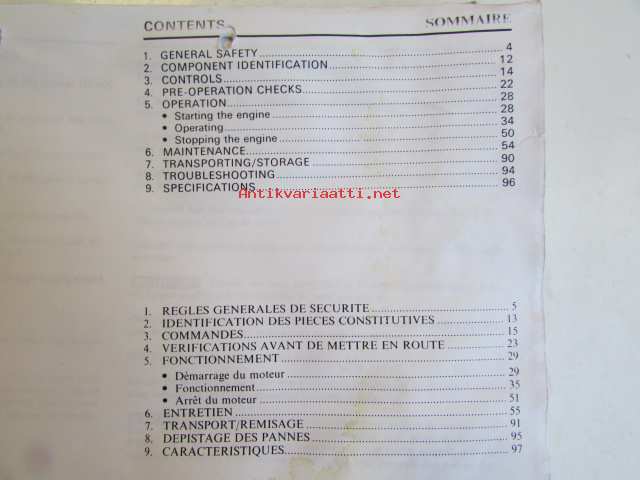 CONTENTS SOMMAIRE
1. GENERAL SAFETY 4
2. COMPONENT IDENTIFICATION 12
3. CONTROLS 14
4. PRE-OPERATION CHECKS 22
5. OPERATION 28
• Starting the engine 28
• Operating 34
• Stopping the engine 50
6. MAINTENANCE 54
7. TRANSPORTING/STORAGE 90
8. TROUBLESHOOTING 94
9. SPECIFICATIONS 96
Antikvariaatti.net
1. REGLES GENERALES DE SECURITE 5
2. IDENTIFICATION DES PIECES CONSTITUTIVES 13
3. COMMANDES 15
4. VERIFICATIONS AVANT DE METTRE EN ROUTE 23
5. FONCTIONNEMENT 29
• Dèmarrage du moteur 29
• Fonctionnement 35
• Arrêt du moteur 51
6. ENTRETIEN 55
7. TRANSPORT/REMISAGE 91
8. DEPISTAGE DES PANNES 95
9. CARACTERISTIQUES 97